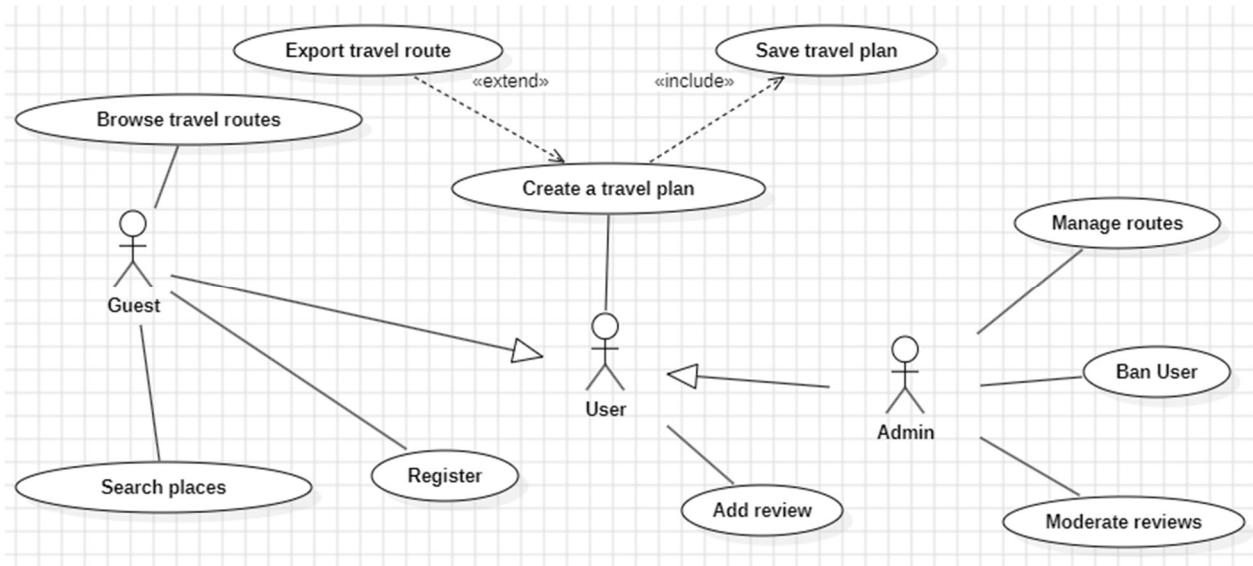 Export travel route
Save travel plan
«extend»
«include»
Browse travel routes
Create a travel plan
Manage routes
Guest
User
Ban User
Admin
Register
Search places
Add review
Moderate reviews